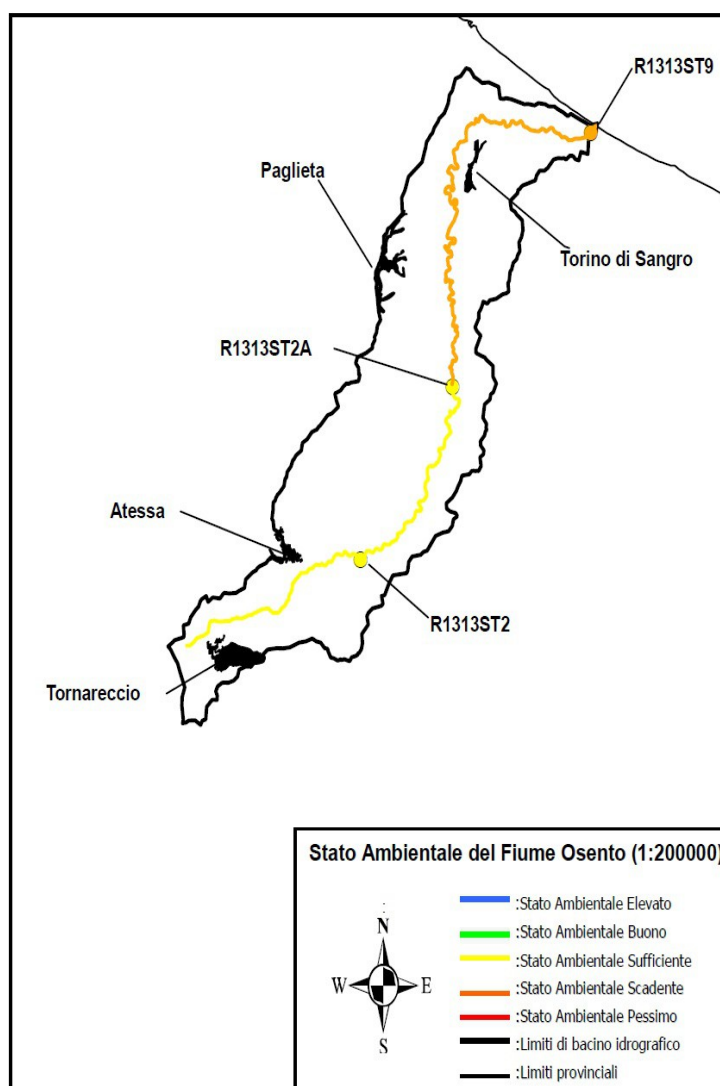 R1313ST9
Paglieta
Torino di Sangro
R1313ST2A
Atessa
R1313ST2
Tornareccio
Stato Ambientale del Fiume Osento (1:200000)
N
W E
S
:Stato Ambientale Elevato
:Stato Ambientale Buono
:Stato Ambientale Sufficiente
:Stato Ambientale Scadente
:Stato Ambientale Pessimo
:Limiti di bacino idrografico
:Limiti provinciali